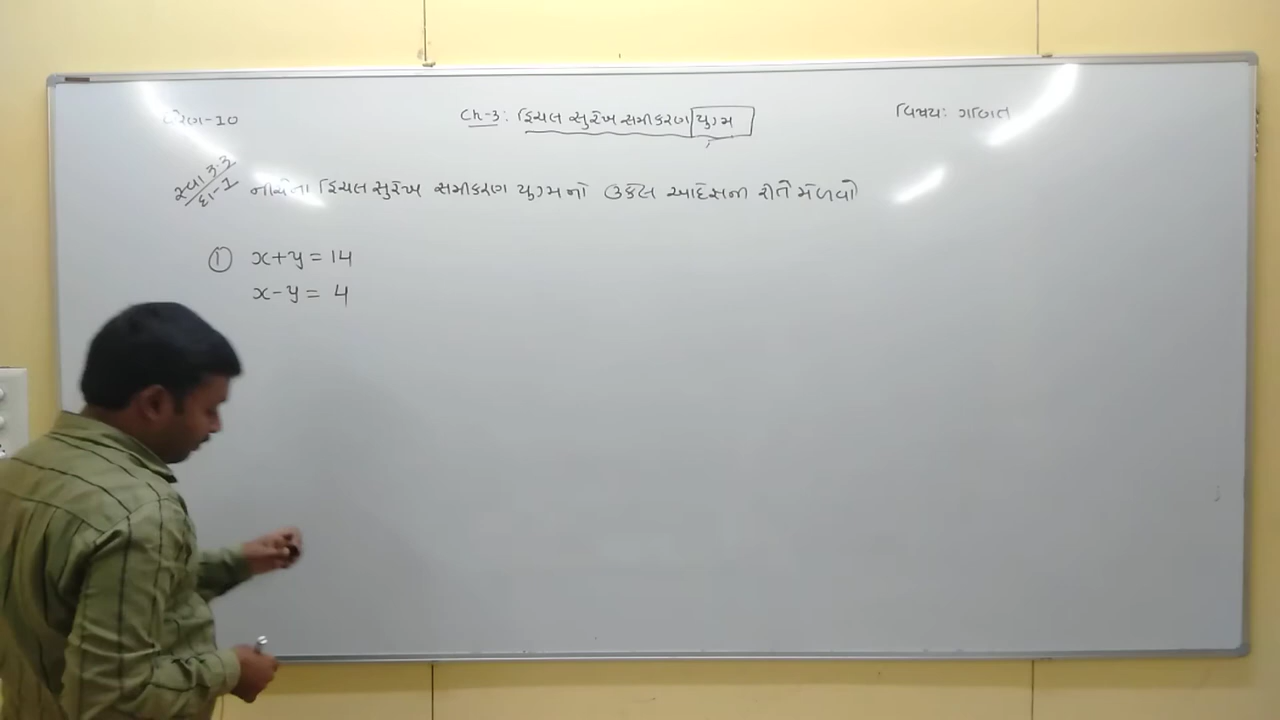 ધોરણ-10
Ch-3: દ્વિચલ સુરેખ સમીકરણ યુગ્મ
વિષય: ગણિત
સ્વા 3.3
દા-1
નીચેના દ્વિચલ સુરેખ સમીકરણ યુગ્મનો ઉકેલ આદેશની રીતે મેળવો
① x+y=14
x-y= 4